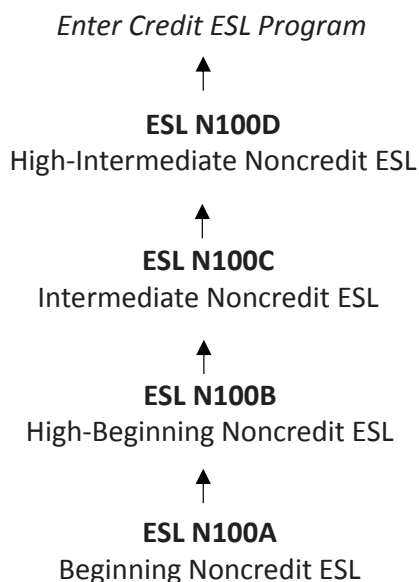 Enter Credit ESL Program
ESL N100D
High-Intermediate Noncredit ESL
ESL N100C
Intermediate Noncredit ESL
ESL N100B
High-Beginning Noncredit ESL
ESL N100A
Beginning Noncredit ESL